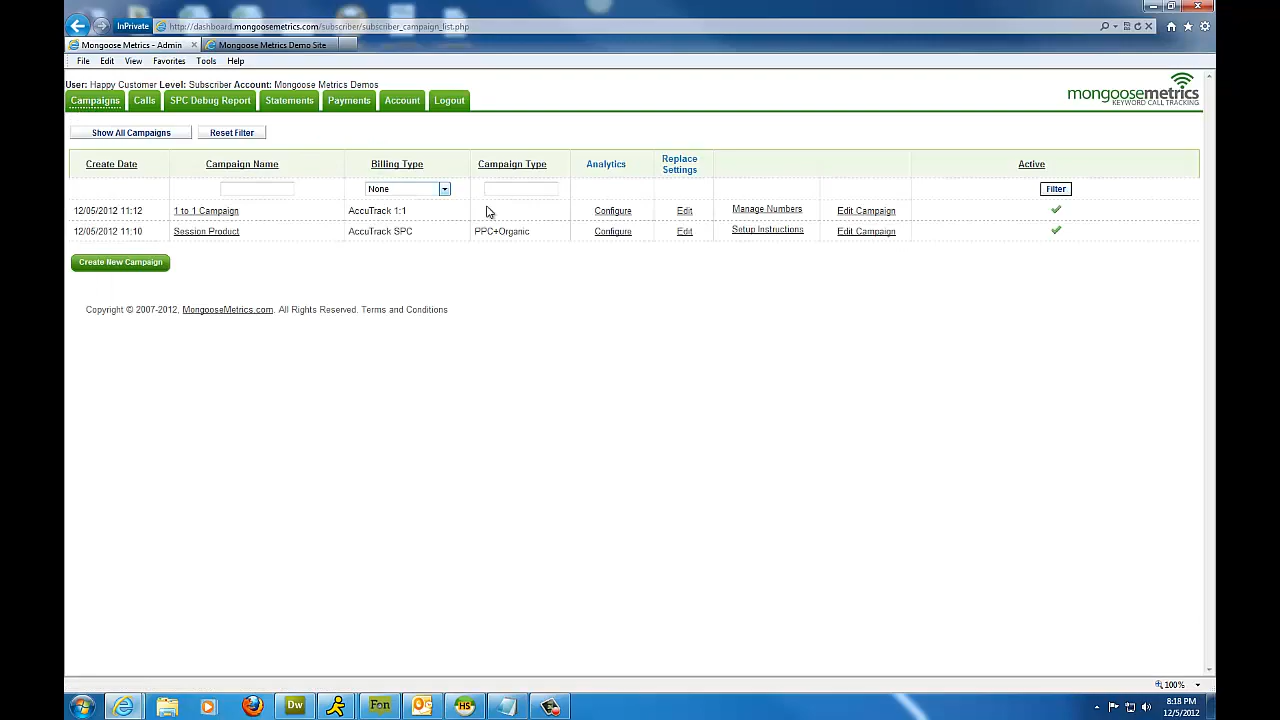 InPrivate http://dashboard.mongoosemetrics.com/subscriber/subscriber_campaign_list.php
Mongoose Metrics - Admin x Mongoose Metrics Demo Site
File Edit View Favorites Tools Help
User: Happy Customer Level: Subscriber Account: Mongoose Metrics Demos
Campaigns Calls SPC Debug Report Statements Payments Account Logout
mongoosemetrics
KEYWORD CALL TRACKING
Show All Campaigns Reset Filter
Create Date Campaign Name Billing Type Campaign Type Analytics Replace Settings Active
None Filter
12/05/2012 11:12 1 to 1 Campaign AccuTrack 1:1 Configure Edit Manage Numbers Edit Campaign
12/05/2012 11:10 Session Product AccuTrack SPC PPC+Organic Configure Edit Setup Instructions Edit Campaign
Create New Campaign
Copyright © 2007-2012, MongooseMetrics.com. All Rights Reserved. Terms and Conditions
100%
Dw Fon HS
8:18 PM
12/5/2012